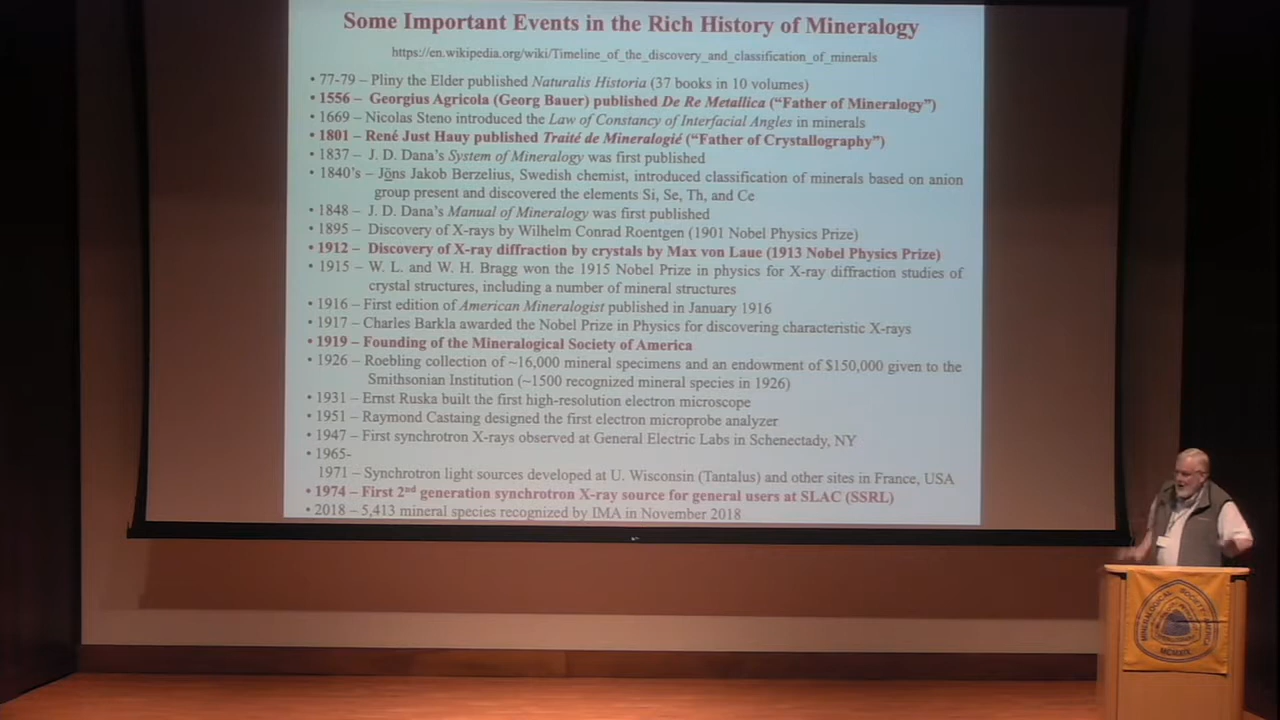 Some Important Events in the Rich History of Mineralogy
https://en.wikipedia.org/wiki/Timeline_of_the_discovery_and_classification_of_minerals
• 77-79 – Pliny the Elder published Naturalis Historia (37 books in 10 volumes)
• 1556 – Georgius Agricola (Georg Bauer) published De Re Metallica (“Father of Mineralogy”)
• 1669 – Nicolas Steno introduced the Law of Constancy of Interfacial Angles in minerals
• 1801 – René Just Hauy published Traité de Mineralogié (“Father of Crystallography”)
• 1837 – J. D. Dana’s System of Mineralogy was first published
• 1840’s – Jöns Jakob Berzelius, Swedish chemist, introduced classification of minerals based on anion
group present and discovered the elements Si, Se, Th, and Ce
• 1848 – J. D. Dana’s Manual of Mineralogy was first published
• 1895 – Discovery of X-rays by Wilhelm Conrad Roentgen (1901 Nobel Physics Prize)
• 1912 – Discovery of X-ray diffraction by crystals by Max von Laue (1913 Nobel Physics Prize)
• 1915 – W. L. and W. H. Bragg won the 1915 Nobel Prize in physics for X-ray diffraction studies of
crystal structures, including a number of mineral structures
• 1916 – First edition of American Mineralogist published in January 1916
• 1917 – Charles Barkla awarded the Nobel Prize in Physics for discovering characteristic X-rays
• 1919 – Founding of the Mineralogical Society of America
• 1926 – Roebling collection of ~16,000 mineral specimens and an endowment of $150,000 given to the
Smithsonian Institution (~1500 recognized mineral species in 1926)
• 1931 – Ernst Ruska built the first high-resolution electron microscope
• 1951 – Raymond Castaing designed the first electron microprobe analyzer
• 1947 – First synchrotron X-rays observed at General Electric Labs in Schenectady, NY
• 1965-
1971 – Synchrotron light sources developed at U. Wisconsin (Tantalus) and other sites in France, USA
• 1974 – First 2nd generation synchrotron X-ray source for general users at SLAC (SSRL)
• 2018 – 5,413 mineral species recognized by IMA in November 2018
MINERALOGICAL SOCIETY
AMERICA
MCMXIX